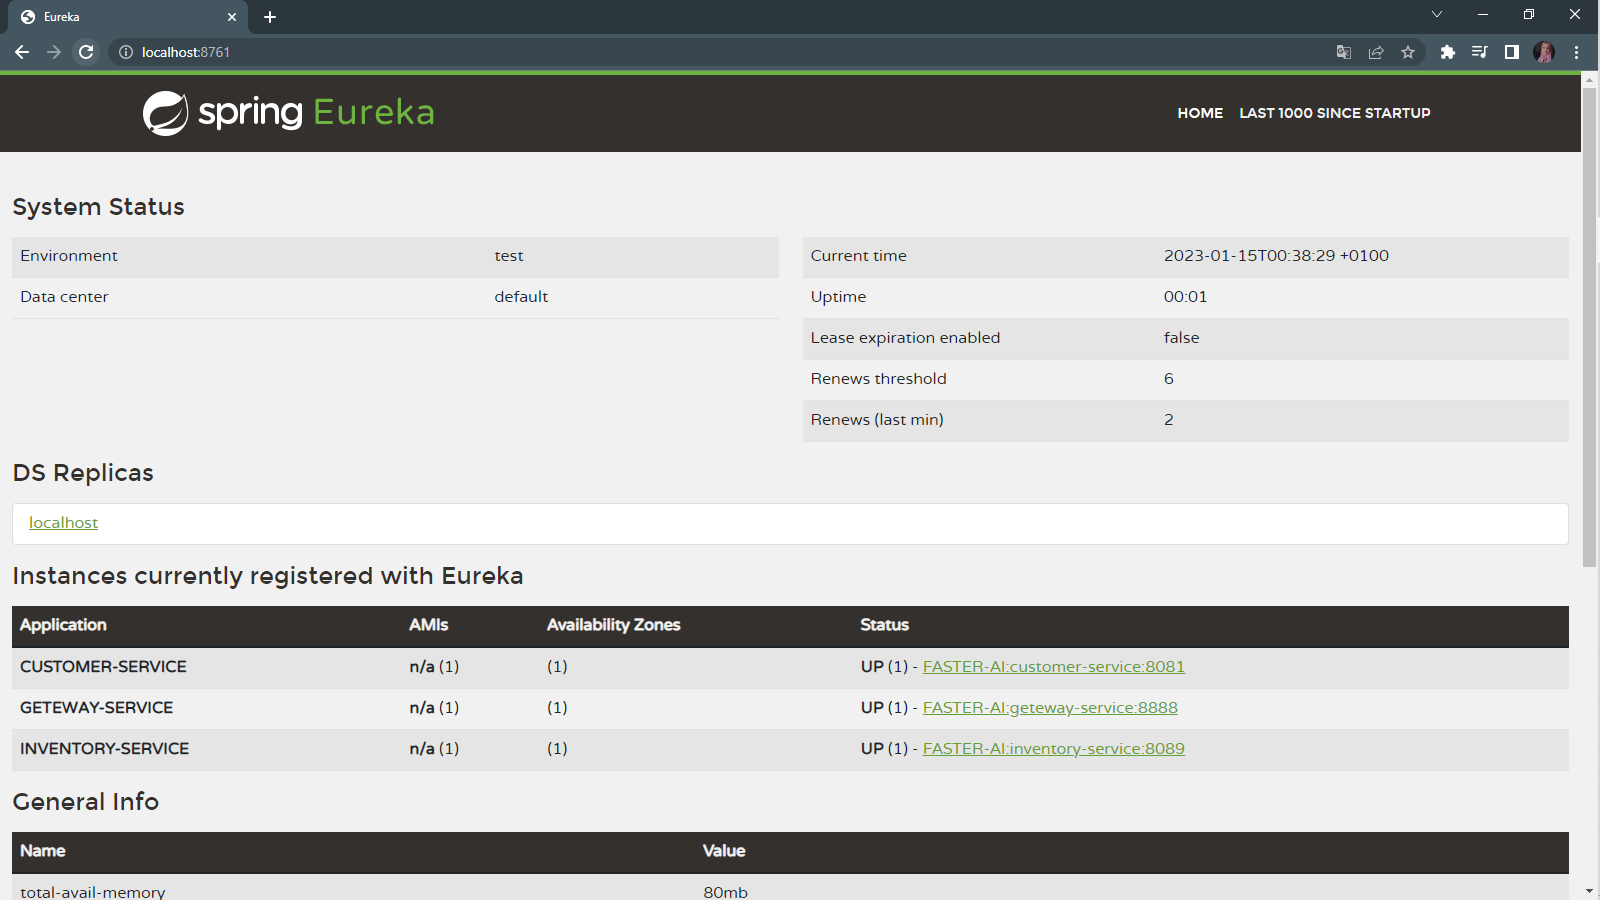 Eureka
localhost:8761
spring Eureka
HOME LAST 1000 SINCE STARTUP
System Status
Environment test
Data center default
Current time 2023-01-15T00:38:29 +0100
Uptime 00:01
Lease expiration enabled false
Renews threshold 6
Renews (last min) 2
DS Replicas
localhost
Instances currently registered with Eureka
Application AMIs Availability Zones Status
CUSTOMER-SERVICE n/a (1) (1) UP (1) - FASTER-AI:customer-service:8081
GETEWAY-SERVICE n/a (1) (1) UP (1) - FASTER-AI:geteway-service:8888
INVENTORY-SERVICE n/a (1) (1) UP (1) - FASTER-AI:inventory-service:8089
General Info
Name Value
total-avail-memory 80mb